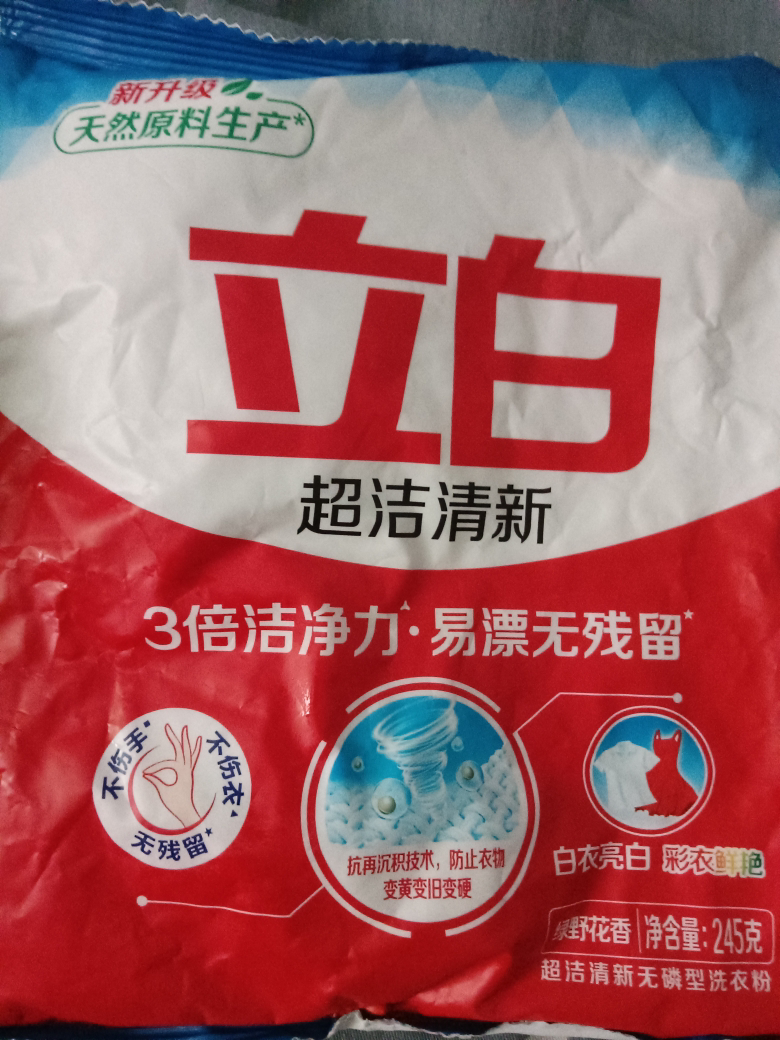 新升级
天然原料生产*
立白
超洁清新
3倍洁净力·易漂无残留*
不伤手
不伤衣
无残留*
抗再沉积技术，防止衣物
变黄变旧变硬
白衣亮白 彩衣鲜艳
绿野花香 净含量：245克
超洁清新无磷型洗衣粉